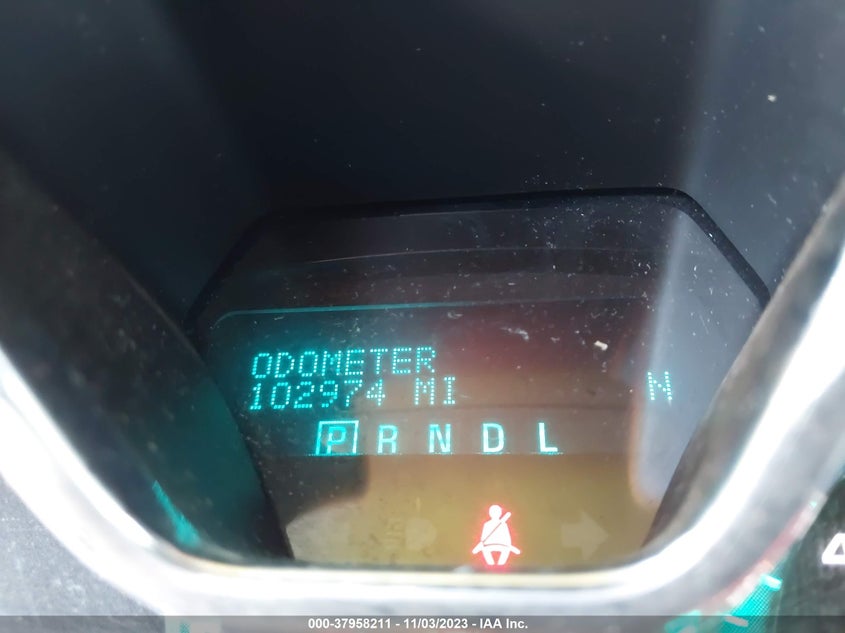 ODOMETER
102974 MI N
P R N D L
000-37958211 - 11/03/2023 - IAA Inc.